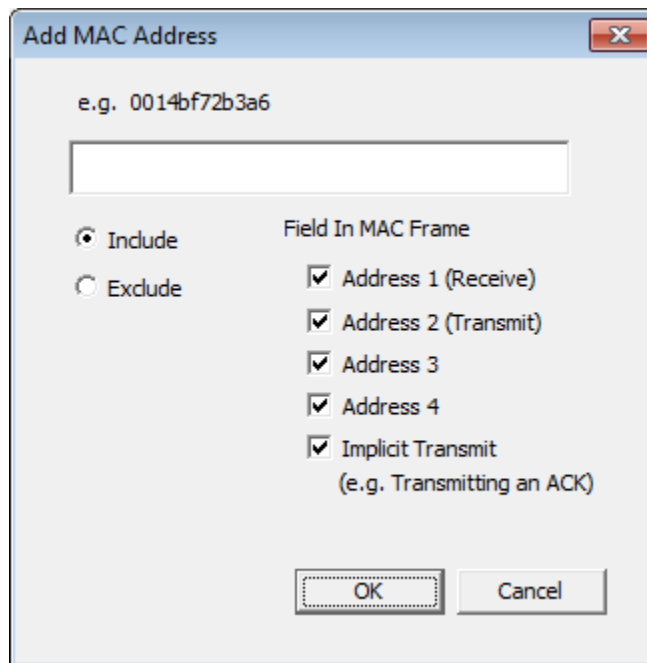 Add MAC Address
e.g. 0014bf72b3a6
Include
Exclude
Field In MAC Frame
Address 1 (Receive)
Address 2 (Transmit)
Address 3
Address 4
Implicit Transmit
(e.g. Transmitting an ACK)
OK
Cancel